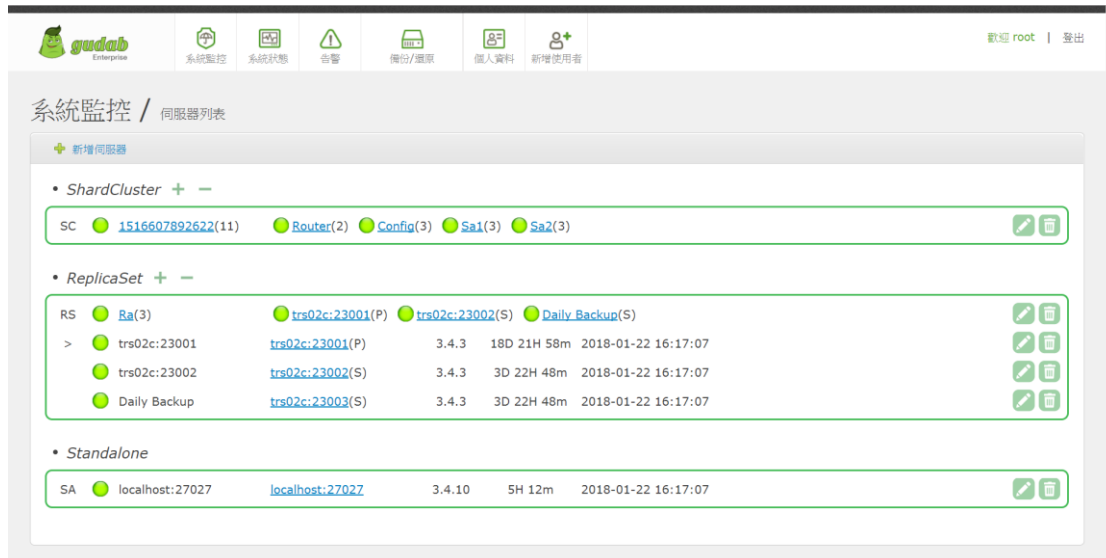 gudab
Enterprise
系統監控 系統狀態 告警 備份/還原 個人資料 新增使用者
歡迎 root | 登出
系統監控 / 伺服器列表
新增伺服器
• ShardCluster + −
SC 1516607892622(11) Router(2) Config(3) Sa1(3) Sa2(3)
• ReplicaSet + −
RS Ra(3) trs02c:23001(P) trs02c:23002(S) Daily Backup(S)
> trs02c:23001 trs02c:23001(P) 3.4.3 18D 21H 58m 2018-01-22 16:17:07
trs02c:23002 trs02c:23002(S) 3.4.3 3D 22H 48m 2018-01-22 16:17:07
Daily Backup trs02c:23003(S) 3.4.3 3D 22H 48m 2018-01-22 16:17:07
• Standalone
SA localhost:27027 localhost:27027 3.4.10 5H 12m 2018-01-22 16:17:07